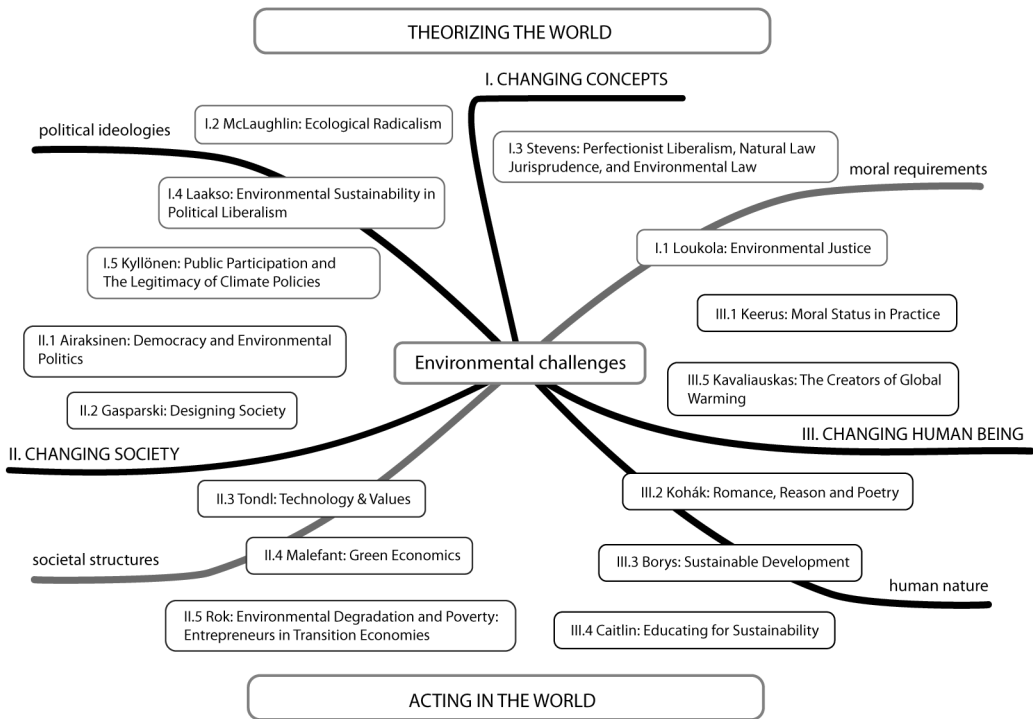 THEORIZING THE WORLD
I. CHANGING CONCEPTS
I.2 McLaughlin: Ecological Radicalism
political ideologies
I.3 Stevens: Perfectionist Liberalism, Natural Law
Jurisprudence, and Environmental Law
moral requirements
I.4 Laakso: Environmental Sustainability in
Political Liberalism
I.1 Loukola: Environmental Justice
I.5 Kyllönen: Public Participation and
The Legitimacy of Climate Policies
III.1 Keerus: Moral Status in Practice
II.1 Airaksinen: Democracy and Environmental
Politics
Environmental challenges
III.5 Kavaliauskas: The Creators of Global
Warming
II.2 Gasparski: Designing Society
III. CHANGING HUMAN BEING
II. CHANGING SOCIETY
II.3 Tondl: Technology & Values
III.2 Kohák: Romance, Reason and Poetry
societal structures
II.4 Malefant: Green Economics
III.3 Borys: Sustainable Development
human nature
II.5 Rok: Environmental Degradation and Poverty:
Entrepreneurs in Transition Economies
III.4 Caitlin: Educating for Sustainability
ACTING IN THE WORLD